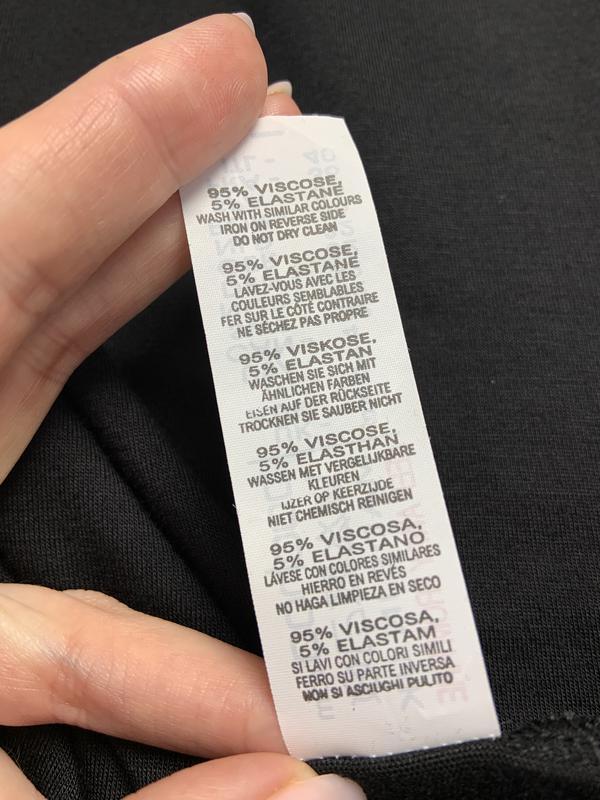 95% VISCOSE,
5% ELASTANE
WASH WITH SIMILAR COLOURS
IRON ON REVERSE SIDE
DO NOT DRY CLEAN
95% VISCOSE,
5% ELASTANE
LAVEZ-VOUS AVEC LES
COULEURS SEMBLABLES
FER SUR LE CÔTÉ CONTRAIRE
NE SÉCHEZ PAS PROPRE
95% VISKOSE,
5% ELASTAN
WASCHEN SIE SICH MIT
ÄHNLICHEN FARBEN
EISEN AUF DER RÜCKSEITE
TROCKNEN SIE SAUBER NICHT
95% VISCOSE,
5% ELASTHAN
WASSEN MET VERGELIJKBARE
KLEUREN
IJZER OP KEERZIJDE
NIET CHEMISCH REINIGEN
95% VISCOSA,
5% ELASTANO
LÁVESE CON COLORES SIMILARES
HIERRO EN REVÉS
NO HAGA LIMPIEZA EN SECO
95% VISCOSA,
5% ELASTAM
SI LAVI CON COLORI SIMILI
FERRO SU PARTE INVERSA
NON SI ASCIUGHI PULITO